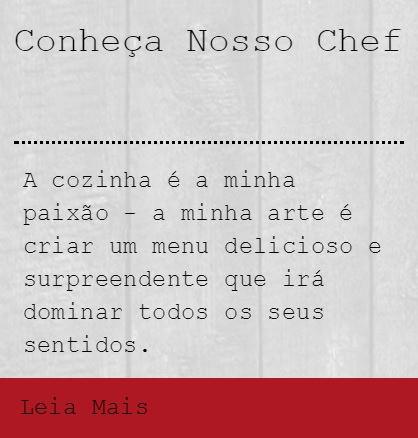 Conheça Nosso Chef
A cozinha é a minha
paixão - a minha arte é
criar um menu delicioso e
surpreendente que irá
dominar todos os seus
sentidos.
Leia Mais